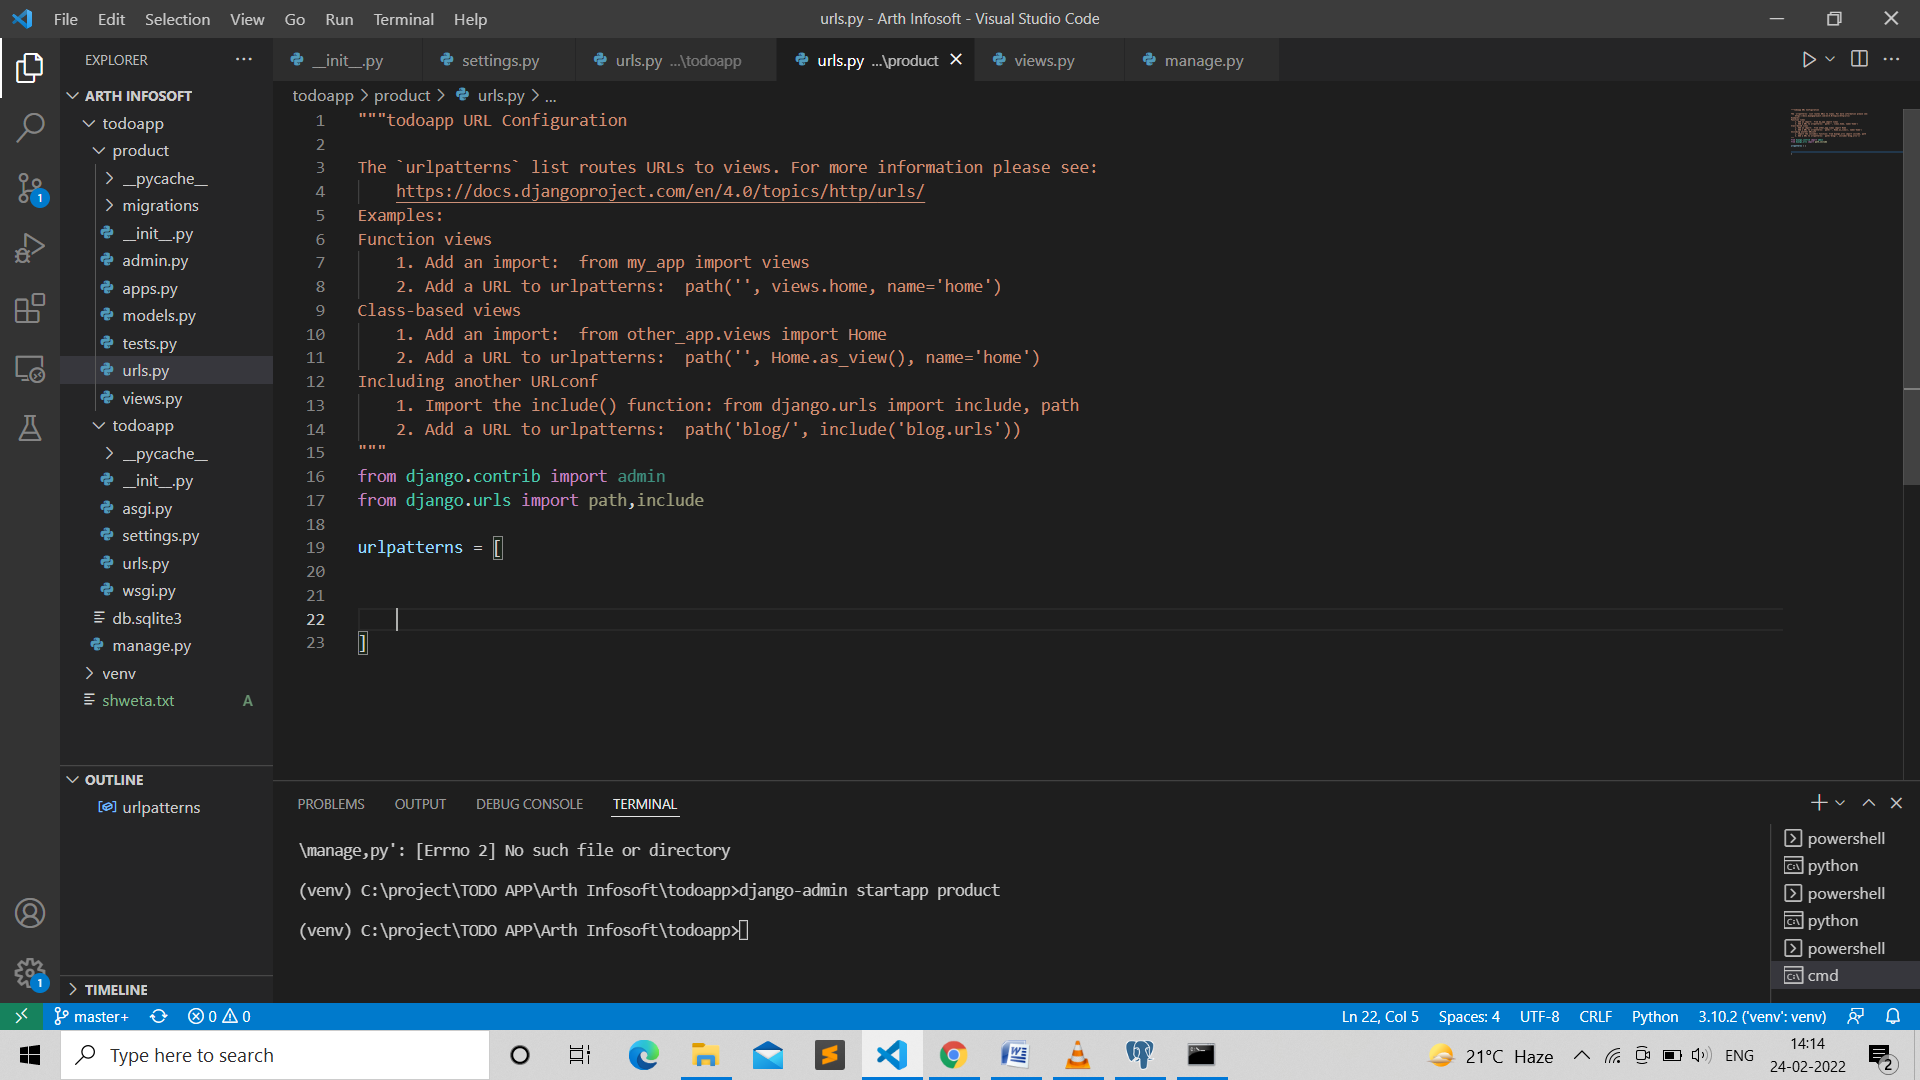 File Edit Selection View Go Run Terminal Help
urls.py - Arth Infosoft - Visual Studio Code
EXPLORER
__init__.py
settings.py
urls.py ...\todoapp
urls.py ...\product
views.py
manage.py
ARTH INFOSOFT
todoapp
product
__pycache__
migrations
__init__.py
admin.py
apps.py
models.py
tests.py
urls.py
views.py
todoapp
__pycache__
__init__.py
asgi.py
settings.py
urls.py
wsgi.py
db.sqlite3
manage.py
venv
shweta.txt A
OUTLINE
urlpatterns
TIMELINE
todoapp > product > urls.py > ...
1 """todoapp URL Configuration
2
3 The `urlpatterns` list routes URLs to views. For more information please see:
4 https://docs.djangoproject.com/en/4.0/topics/http/urls/
5 Examples:
6 Function views
7 1. Add an import:  from my_app import views
8 2. Add a URL to urlpatterns:  path('', views.home, name='home')
9 Class-based views
10 1. Add an import:  from other_app.views import Home
11 2. Add a URL to urlpatterns:  path('', Home.as_view(), name='home')
12 Including another URLconf
13 1. Import the include() function: from django.urls import include, path
14 2. Add a URL to urlpatterns:  path('blog/', include('blog.urls'))
15 """
16 from django.contrib import admin
17 from django.urls import path,include
18
19 urlpatterns = [
20
21
22
23 ]
PROBLEMS OUTPUT DEBUG CONSOLE TERMINAL
\manage,py': [Errno 2] No such file or directory
(venv) C:\project\TODO APP\Arth Infosoft\todoapp>django-admin startapp product
(venv) C:\project\TODO APP\Arth Infosoft\todoapp>
powershell
python
powershell
python
powershell
cmd
1
1
master+ 0 0
Ln 22, Col 5 Spaces: 4 UTF-8 CRLF Python 3.10.2 ('venv': venv)
Type here to search
21°C Haze
ENG
14:14
24-02-2022
2